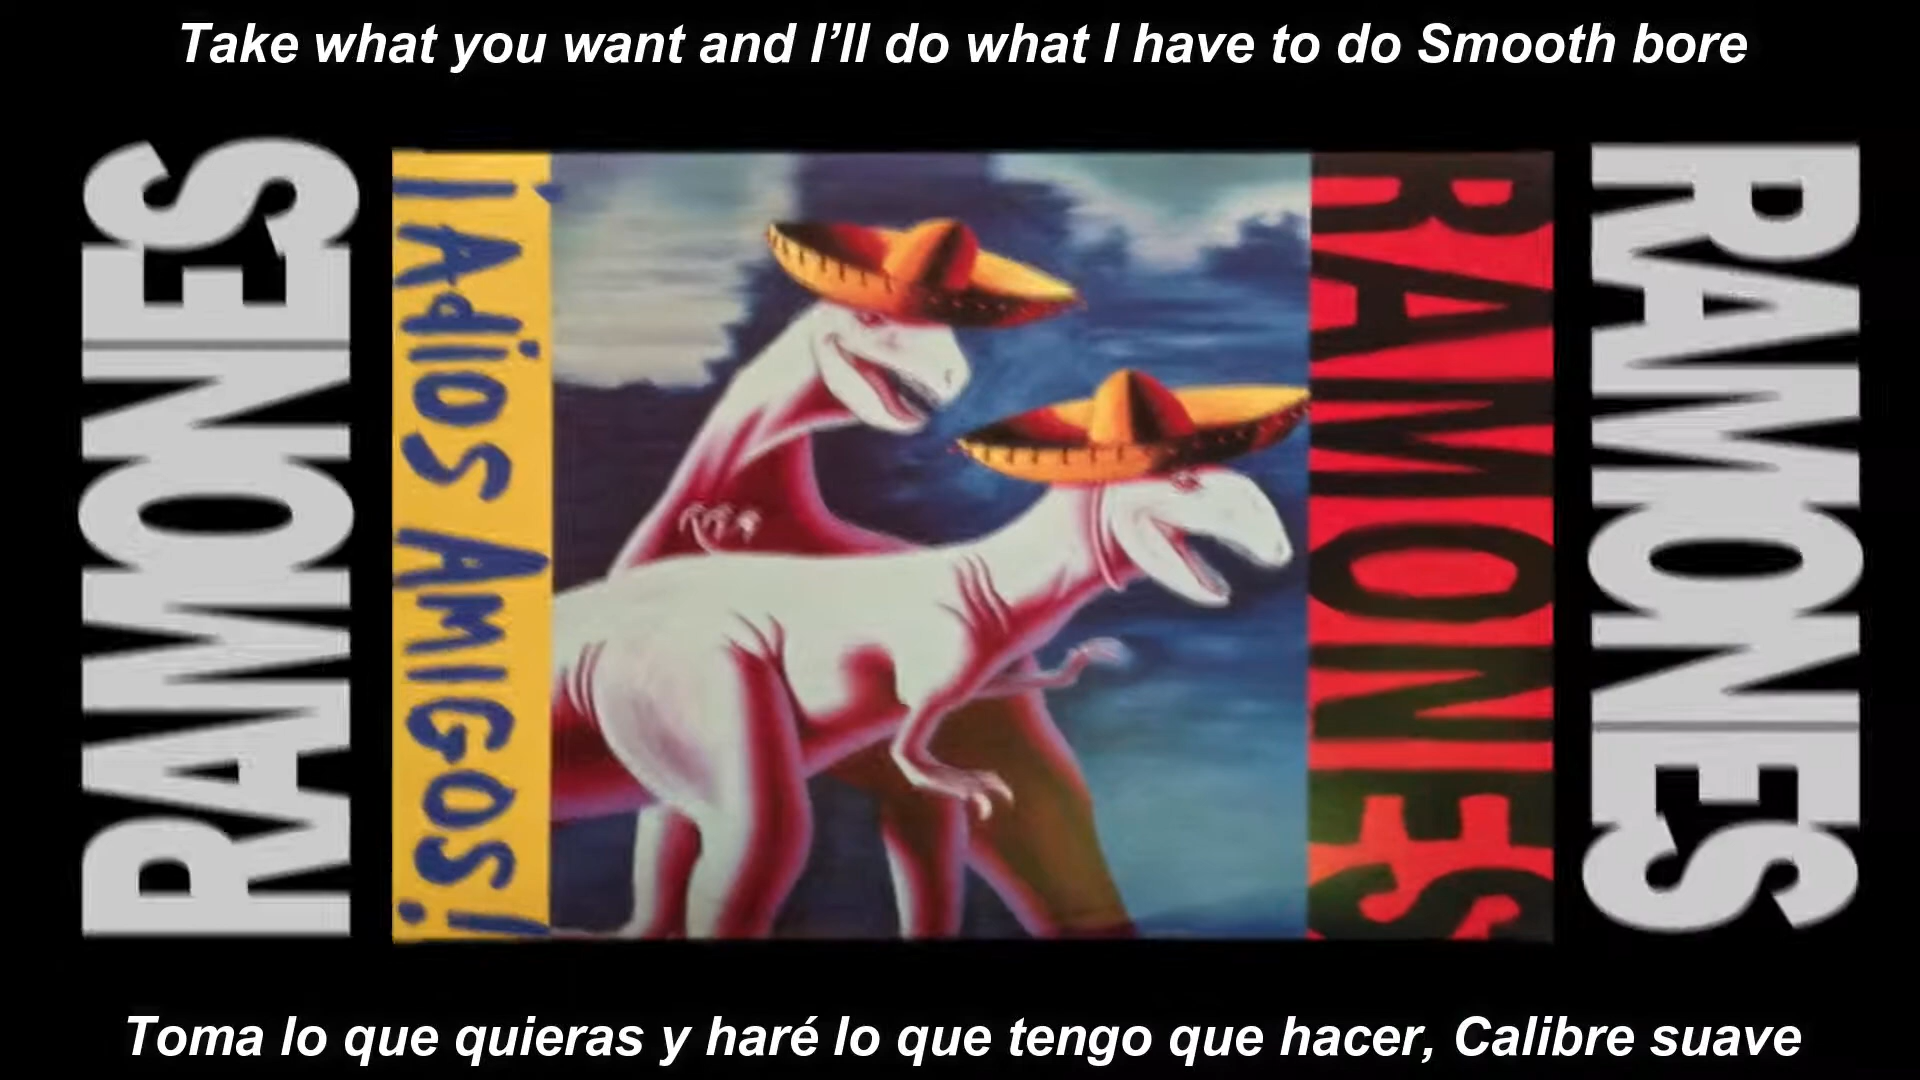 Take what you want and I’ll do what I have to do Smooth bore
RAMONES
¡AdiOS AMIGOS!
RAMONES
RAMONES
Toma lo que quieras y haré lo que tengo que hacer, Calibre suave